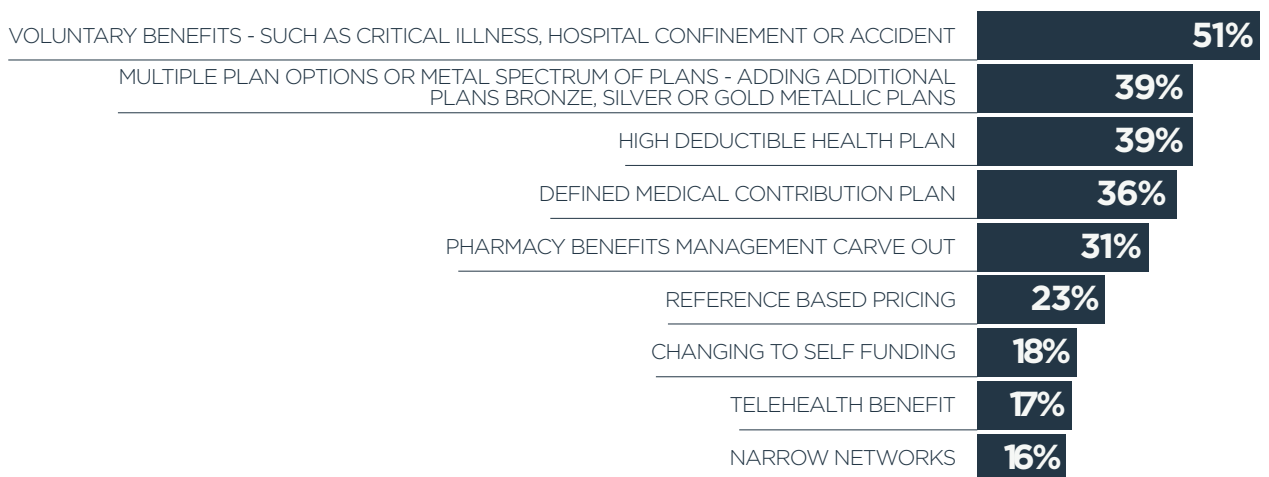 VOLUNTARY BENEFITS - SUCH AS CRITICAL ILLNESS, HOSPITAL CONFINEMENT OR ACCIDENT 51%
MULTIPLE PLAN OPTIONS OR METAL SPECTRUM OF PLANS - ADDING ADDITIONAL
PLANS BRONZE, SILVER OR GOLD METALLIC PLANS 39%
HIGH DEDUCTIBLE HEALTH PLAN 39%
DEFINED MEDICAL CONTRIBUTION PLAN 36%
PHARMACY BENEFITS MANAGEMENT CARVE OUT 31%
REFERENCE BASED PRICING 23%
CHANGING TO SELF FUNDING 18%
TELEHEALTH BENEFIT 17%
NARROW NETWORKS 16%